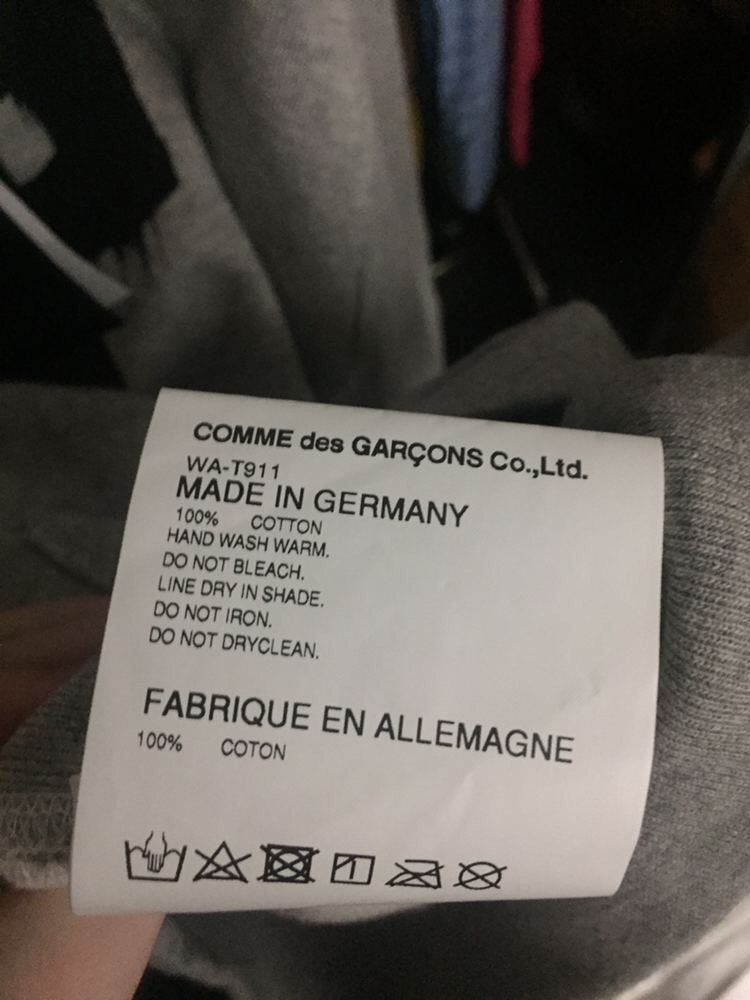 COMME des GARÇONS Co.,Ltd.
WA-T911
MADE IN GERMANY
100% COTTON
HAND WASH WARM.
DO NOT BLEACH.
LINE DRY IN SHADE.
DO NOT IRON.
DO NOT DRYCLEAN.
FABRIQUE EN ALLEMAGNE
100% COTON